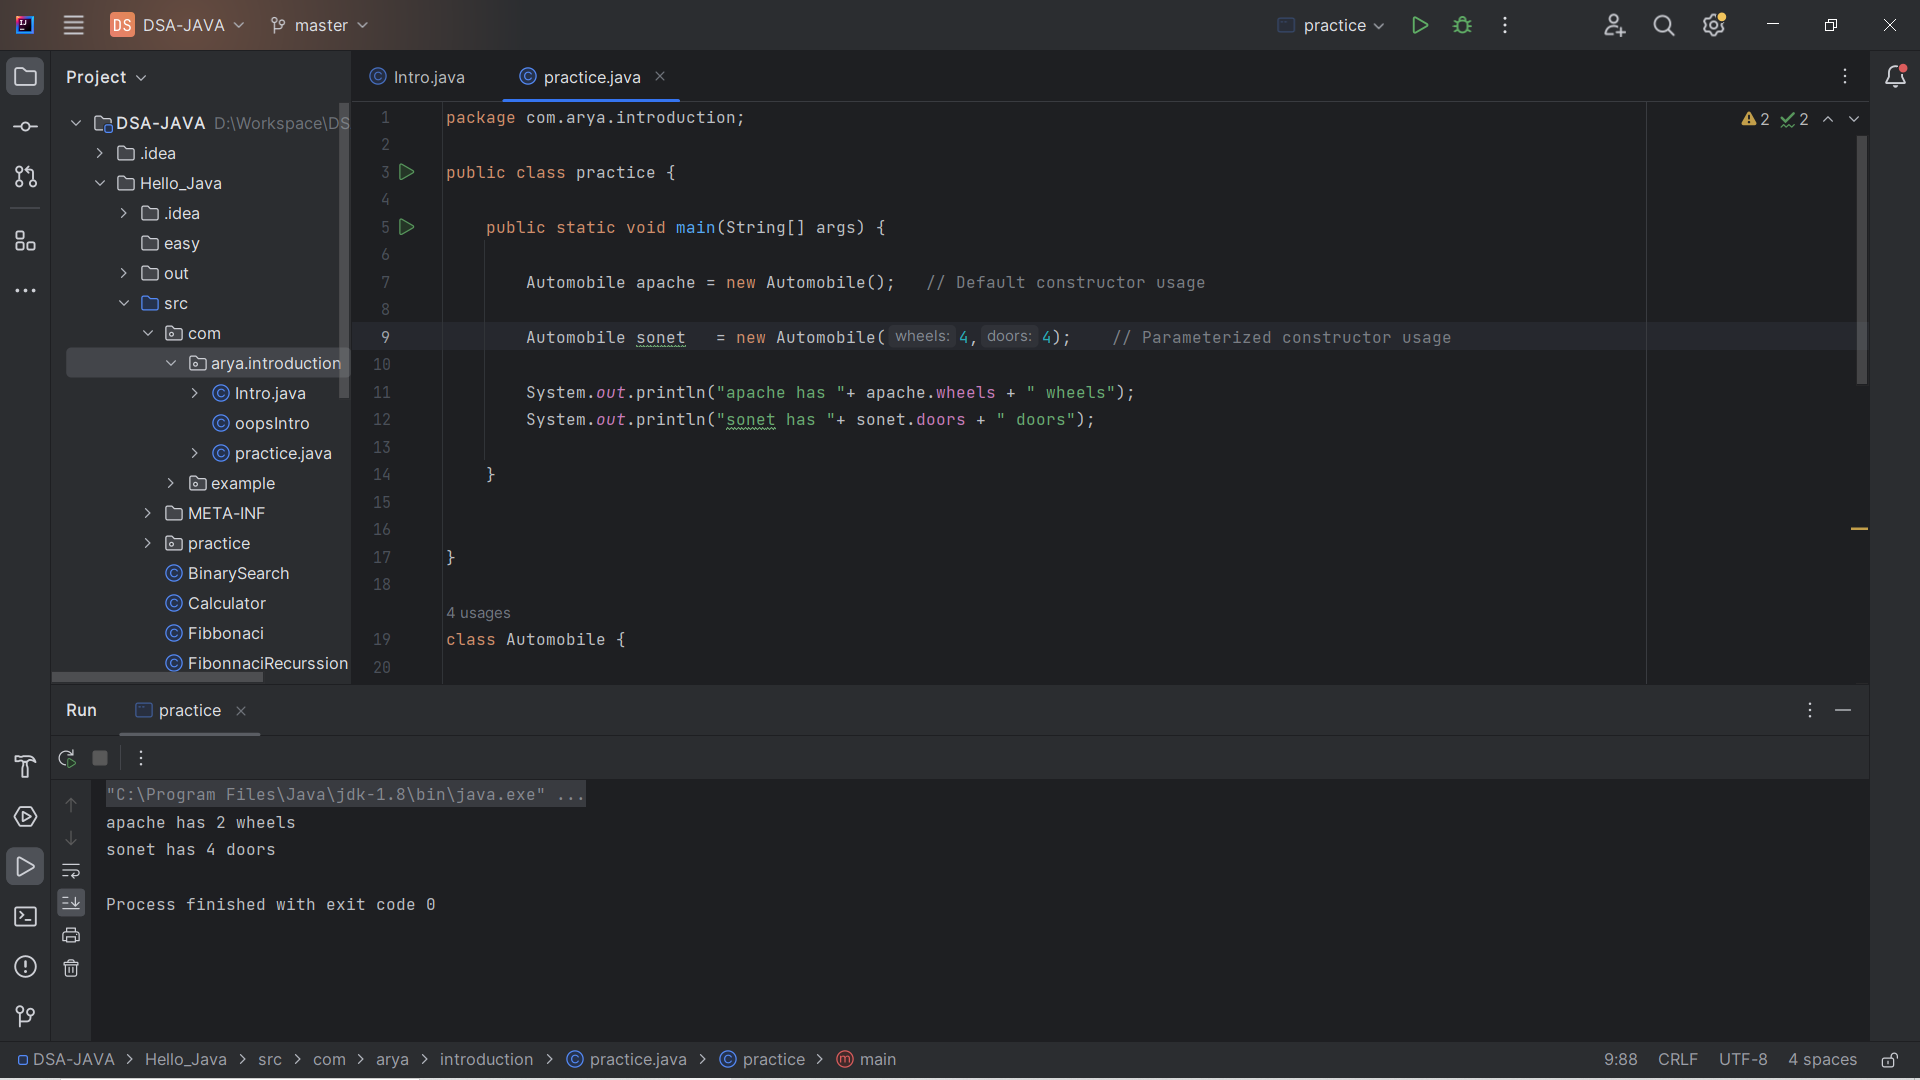 DS DSA-JAVA master practice
Project
Intro.java practice.java
DSA-JAVA D:\Workspace\DS
.idea
Hello_Java
.idea
easy
out
src
com
arya.introduction
Intro.java
oopsIntro
practice.java
example
META-INF
practice
BinarySearch
Calculator
Fibbonaci
FibonnaciRecurssion
2 2
1 package com.arya.introduction;
2
3 public class practice {
4
5 public static void main(String[] args) {
6
7 Automobile apache = new Automobile(); // Default constructor usage
8
9 Automobile sonet = new Automobile( wheels: 4, doors: 4); // Parameterized constructor usage
10
11 System.out.println("apache has "+ apache.wheels + " wheels");
12 System.out.println("sonet has "+ sonet.doors + " doors");
13
14 }
15
16
17 }
18
4 usages
19 class Automobile {
20
Run practice
"C:\Program Files\Java\jdk-1.8\bin\java.exe" ...
apache has 2 wheels
sonet has 4 doors
Process finished with exit code 0
DSA-JAVA > Hello_Java > src > com > arya > introduction > practice.java > practice > main
9:88 CRLF UTF-8 4 spaces